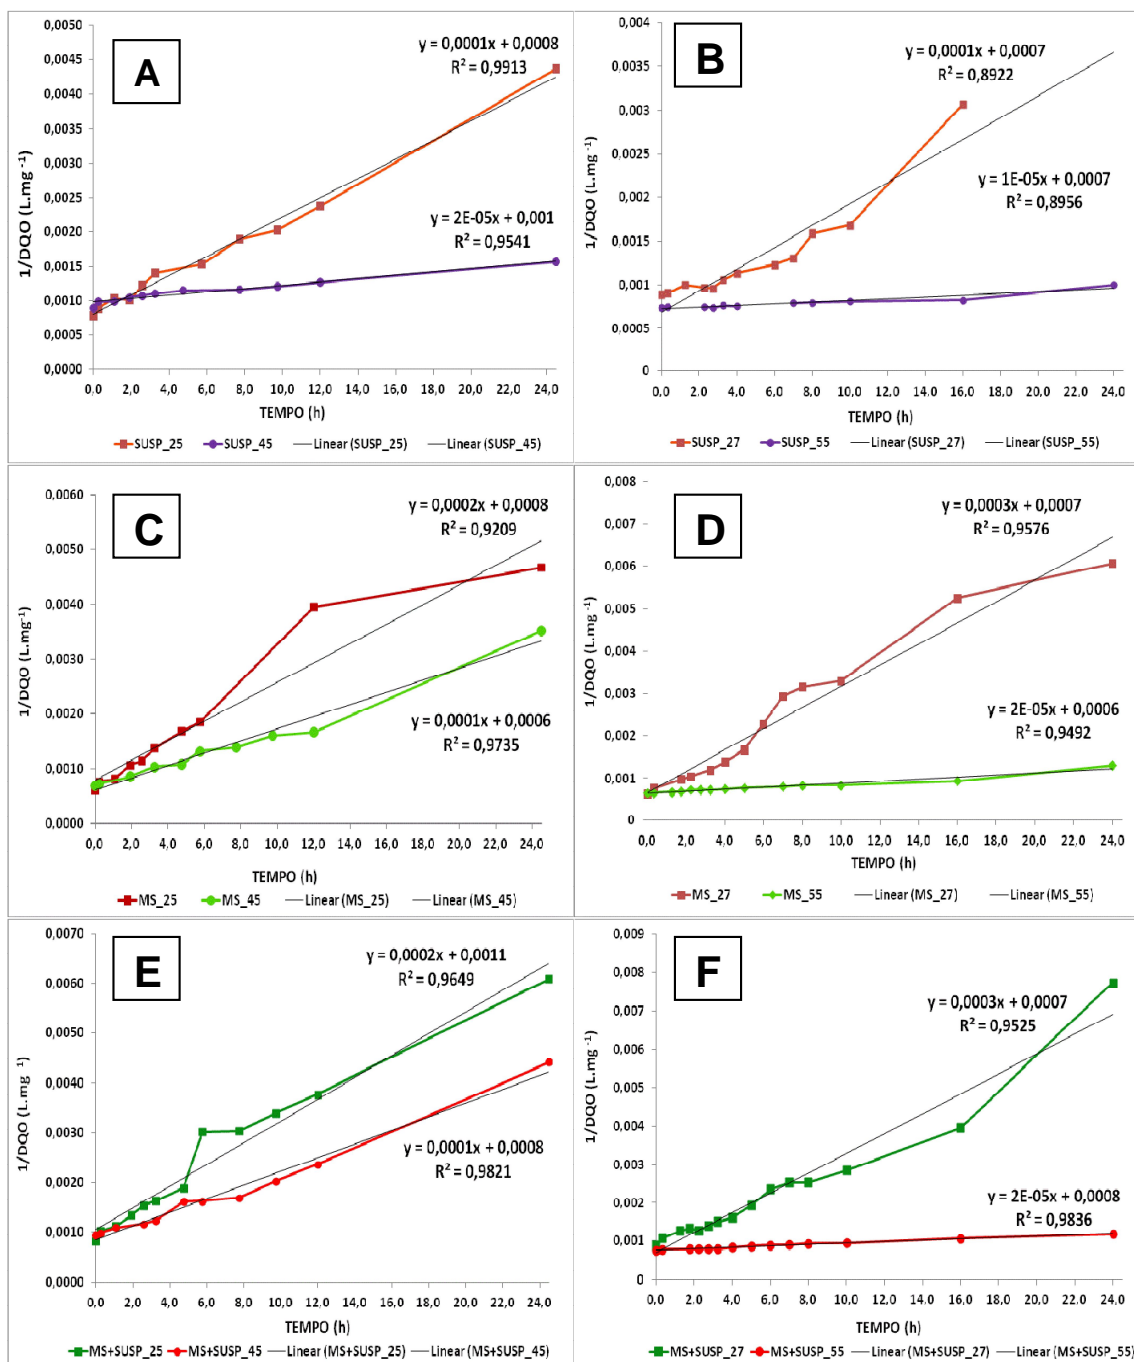 A
y = 0,0001x + 0,0008
R² = 0,9913
y = 2E-05x + 0,001
R² = 0,9541
1/DQO (L.mg⁻¹)
0,0050
0,0045
0,0040
0,0035
0,0030
0,0025
0,0020
0,0015
0,0010
0,0005
0,0000
0,0 2,0 4,0 6,0 8,0 10,0 12,0 14,0 16,0 18,0 20,0 22,0 24,0
TEMPO (h)
SUSP_25 SUSP_45 Linear (SUSP_25) Linear (SUSP_45)
B
y = 0,0001x + 0,0007
R² = 0,8922
y = 1E-05x + 0,0007
R² = 0,8956
1/DQO (L.mg⁻¹)
0,004
0,0035
0,003
0,0025
0,002
0,0015
0,001
0,0005
0
0,0 2,0 4,0 6,0 8,0 10,0 12,0 14,0 16,0 18,0 20,0 22,0 24,0
TEMPO (h)
SUSP_27 SUSP_55 Linear (SUSP_27) Linear (SUSP_55)
C
y = 0,0002x + 0,0008
R² = 0,9209
y = 0,0001x + 0,0006
R² = 0,9735
1/DQO (L.mg⁻¹)
0,0060
0,0050
0,0040
0,0030
0,0020
0,0010
0,0000
0,0 2,0 4,0 6,0 8,0 10,0 12,0 14,0 16,0 18,0 20,0 22,0 24,0
TEMPO (h)
MS_25 MS_45 Linear (MS_25) Linear (MS_45)
D
y = 0,0003x + 0,0007
R² = 0,9576
y = 2E-05x + 0,0006
R² = 0,9492
1/DQO (L.mg⁻¹)
0,008
0,007
0,006
0,005
0,004
0,003
0,002
0,001
0
0,0 2,0 4,0 6,0 8,0 10,0 12,0 14,0 16,0 18,0 20,0 22,0 24,0
TEMPO (h)
MS_27 MS_55 Linear (MS_27) Linear (MS_55)
E
y = 0,0002x + 0,0011
R² = 0,9649
y = 0,0001x + 0,0008
R² = 0,9821
1/DQO (L.mg⁻¹)
0,0070
0,0060
0,0050
0,0040
0,0030
0,0020
0,0010
0,0000
0,0 2,0 4,0 6,0 8,0 10,0 12,0 14,0 16,0 18,0 20,0 22,0 24,0
TEMPO (h)
MS+SUSP_25 MS+SUSP_45 Linear (MS+SUSP_25) Linear (MS+SUSP_45)
F
y = 0,0003x + 0,0007
R² = 0,9525
y = 2E-05x + 0,0008
R² = 0,9836
1/DQO (L.mg⁻¹)
0,009
0,008
0,007
0,006
0,005
0,004
0,003
0,002
0,001
0
0,0 2,0 4,0 6,0 8,0 10,0 12,0 14,0 16,0 18,0 20,0 22,0 24,0
TEMPO (h)
MS+SUSP_27 MS+SUSP_55 Linear (MS+SUSP_27) Linear (MS+SUSP_55)